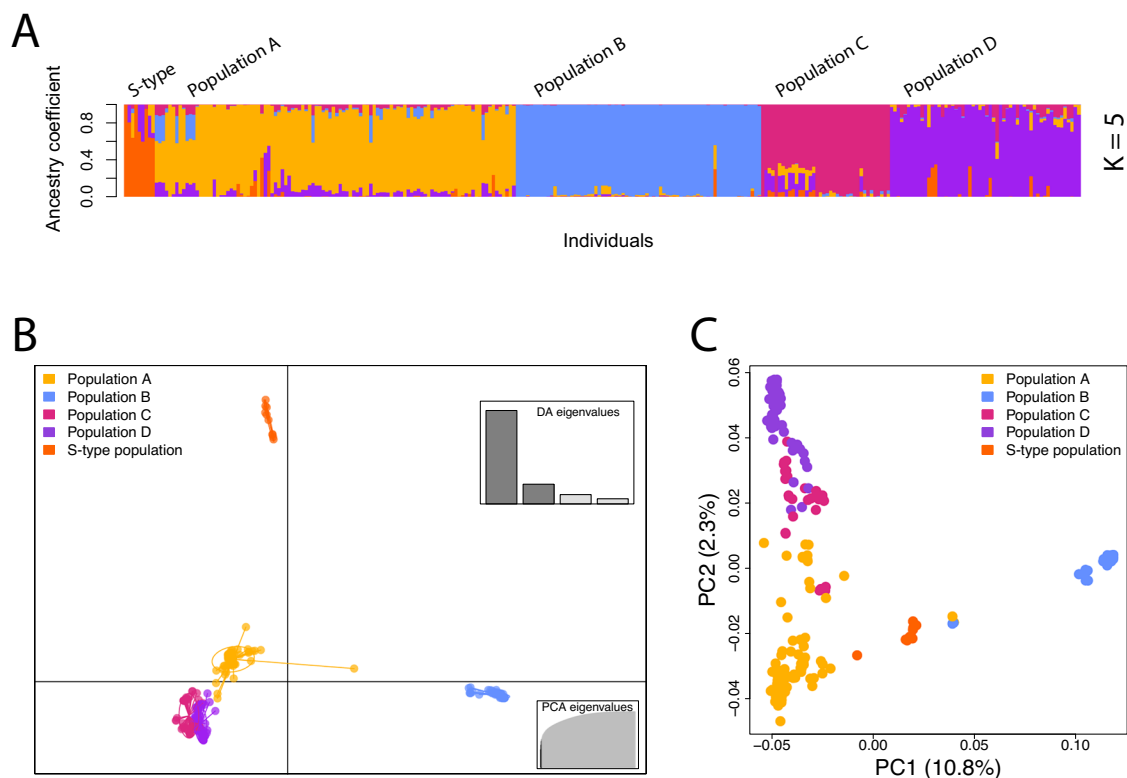 A
S-type
Population A
Population B
Population C
Population D
Ancestry coefficient
0.0
0.4
0.8
K = 5
Individuals
B
Population A
Population B
Population C
Population D
S-type population
DA eigenvalues
PCA eigenvalues
C
Population A
Population B
Population C
Population D
S-type population
PC2 (2.3%)
0.06
0.04
0.02
0.00
-0.02
-0.04
-0.05
0.00
0.05
0.10
PC1 (10.8%)